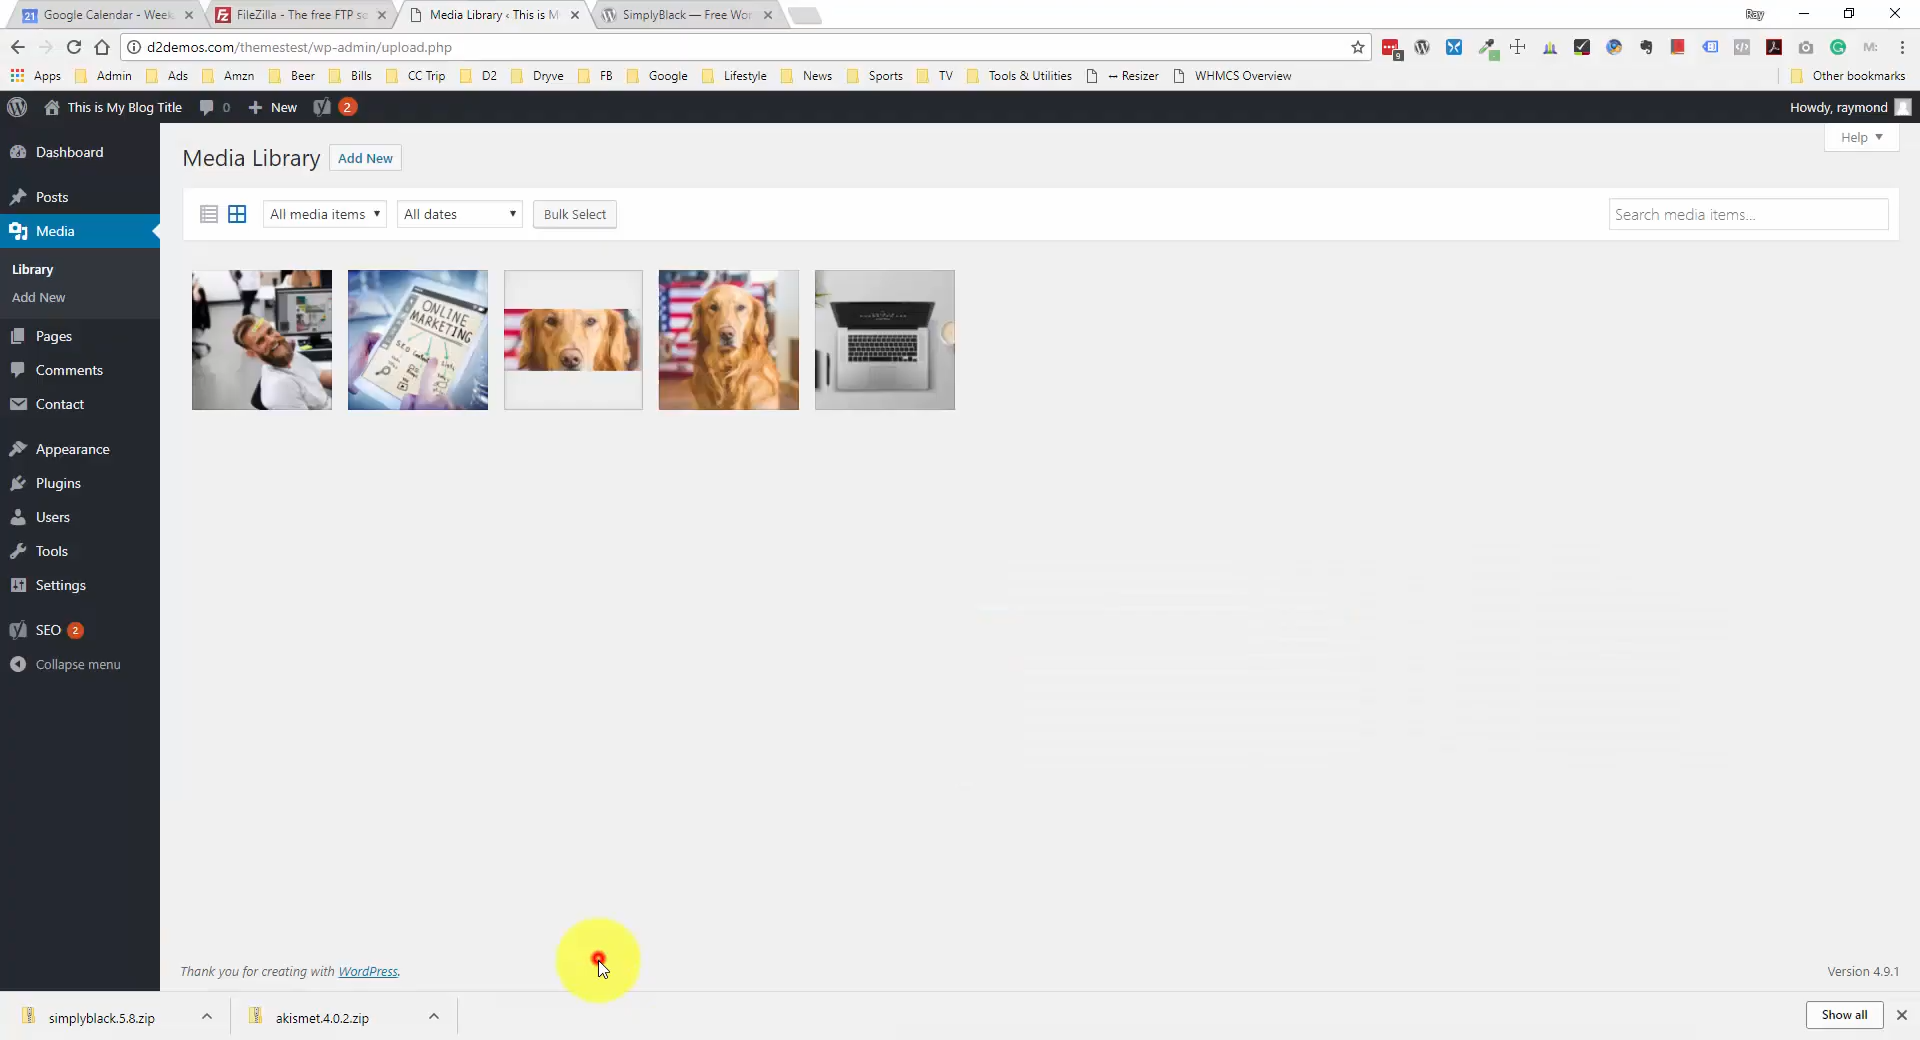 21 Google Calendar - Week
FileZilla - The free FTP so
Media Library ‹ This is M
SimplyBlack — Free Wor
Ray
d2demos.com/themestest/wp-admin/upload.php
9
M:
Apps
Admin
Ads
Amzn
Beer
Bills
CC Trip
D2
Dryve
FB
Google
Lifestyle
News
Sports
TV
Tools & Utilities
↔ Resizer
WHMCS Overview
Other bookmarks
This is My Blog Title
0
New
2
Howdy, raymond
Help
Dashboard
Posts
Media
Library
Add New
Pages
Comments
Contact
Appearance
Plugins
Users
Tools
Settings
SEO 2
Collapse menu
Media Library
Add New
All media items
All dates
Bulk Select
Search media items...
ONLINE
MARKETING
Thank you for creating with WordPress.
Version 4.9.1
simplyblack.5.8.zip
akismet.4.0.2.zip
Show all